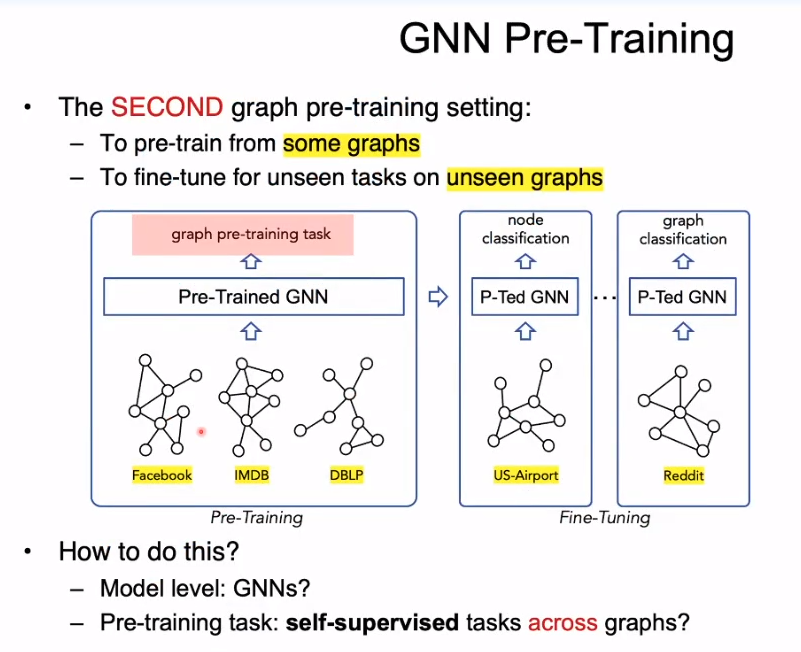 GNN Pre-Training
• The SECOND graph pre-training setting:
– To pre-train from some graphs
– To fine-tune for unseen tasks on unseen graphs
graph pre-training task
Pre-Trained GNN
Facebook
IMDB
DBLP
Pre-Training
node
classification
P-Ted GNN
US-Airport
...
graph
classification
P-Ted GNN
Reddit
Fine-Tuning
• How to do this?
– Model level: GNNs?
– Pre-training task: self-supervised tasks across graphs?